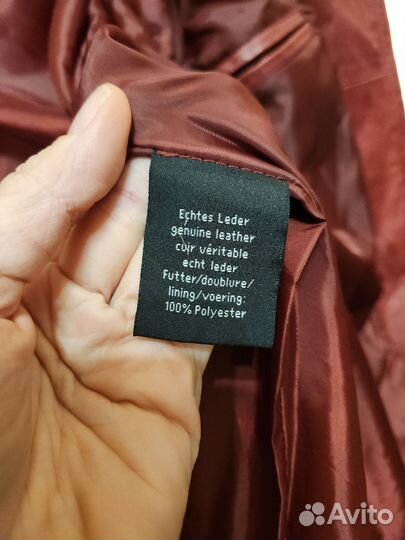 Echtes Leder
genuine leather
cuir véritable
echt leder
Futter/doublure/
lining/voering:
100% Polyester
Avito